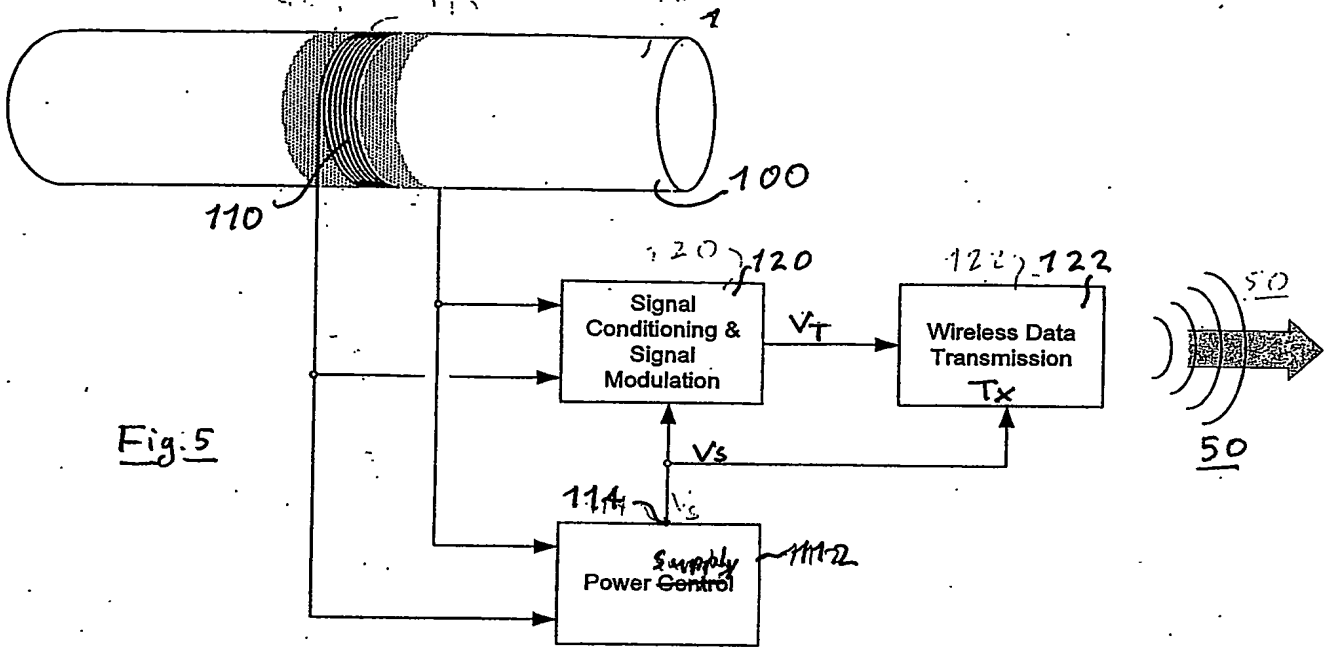 1
110
100
120 120
122 122
50
Signal
Conditioning &
Signal
Modulation
VT
Wireless Data
Transmission
Tx
50
Fig. 5
Vs
114 Vs
Supply
Power Control